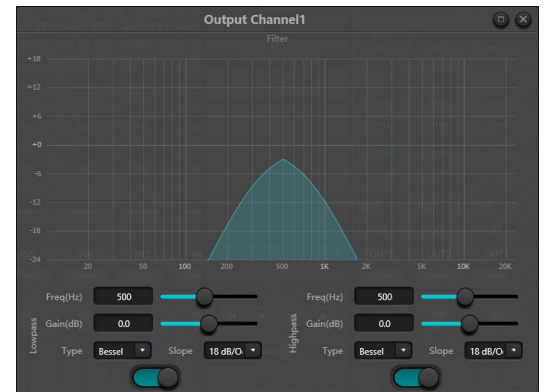 Output Channel1
Filter
+18
+12
+6
+0
-6
-12
-18
-24
20 50 100 200 500 1K 2K 5K 10K 20K
Freq(Hz) 500 Freq(Hz) 500
Lowpass Gain(dB) 0.0 Highpass Gain(dB) 0.0
Type Bessel Slope 18 dB/O Type Bessel Slope 18 dB/O